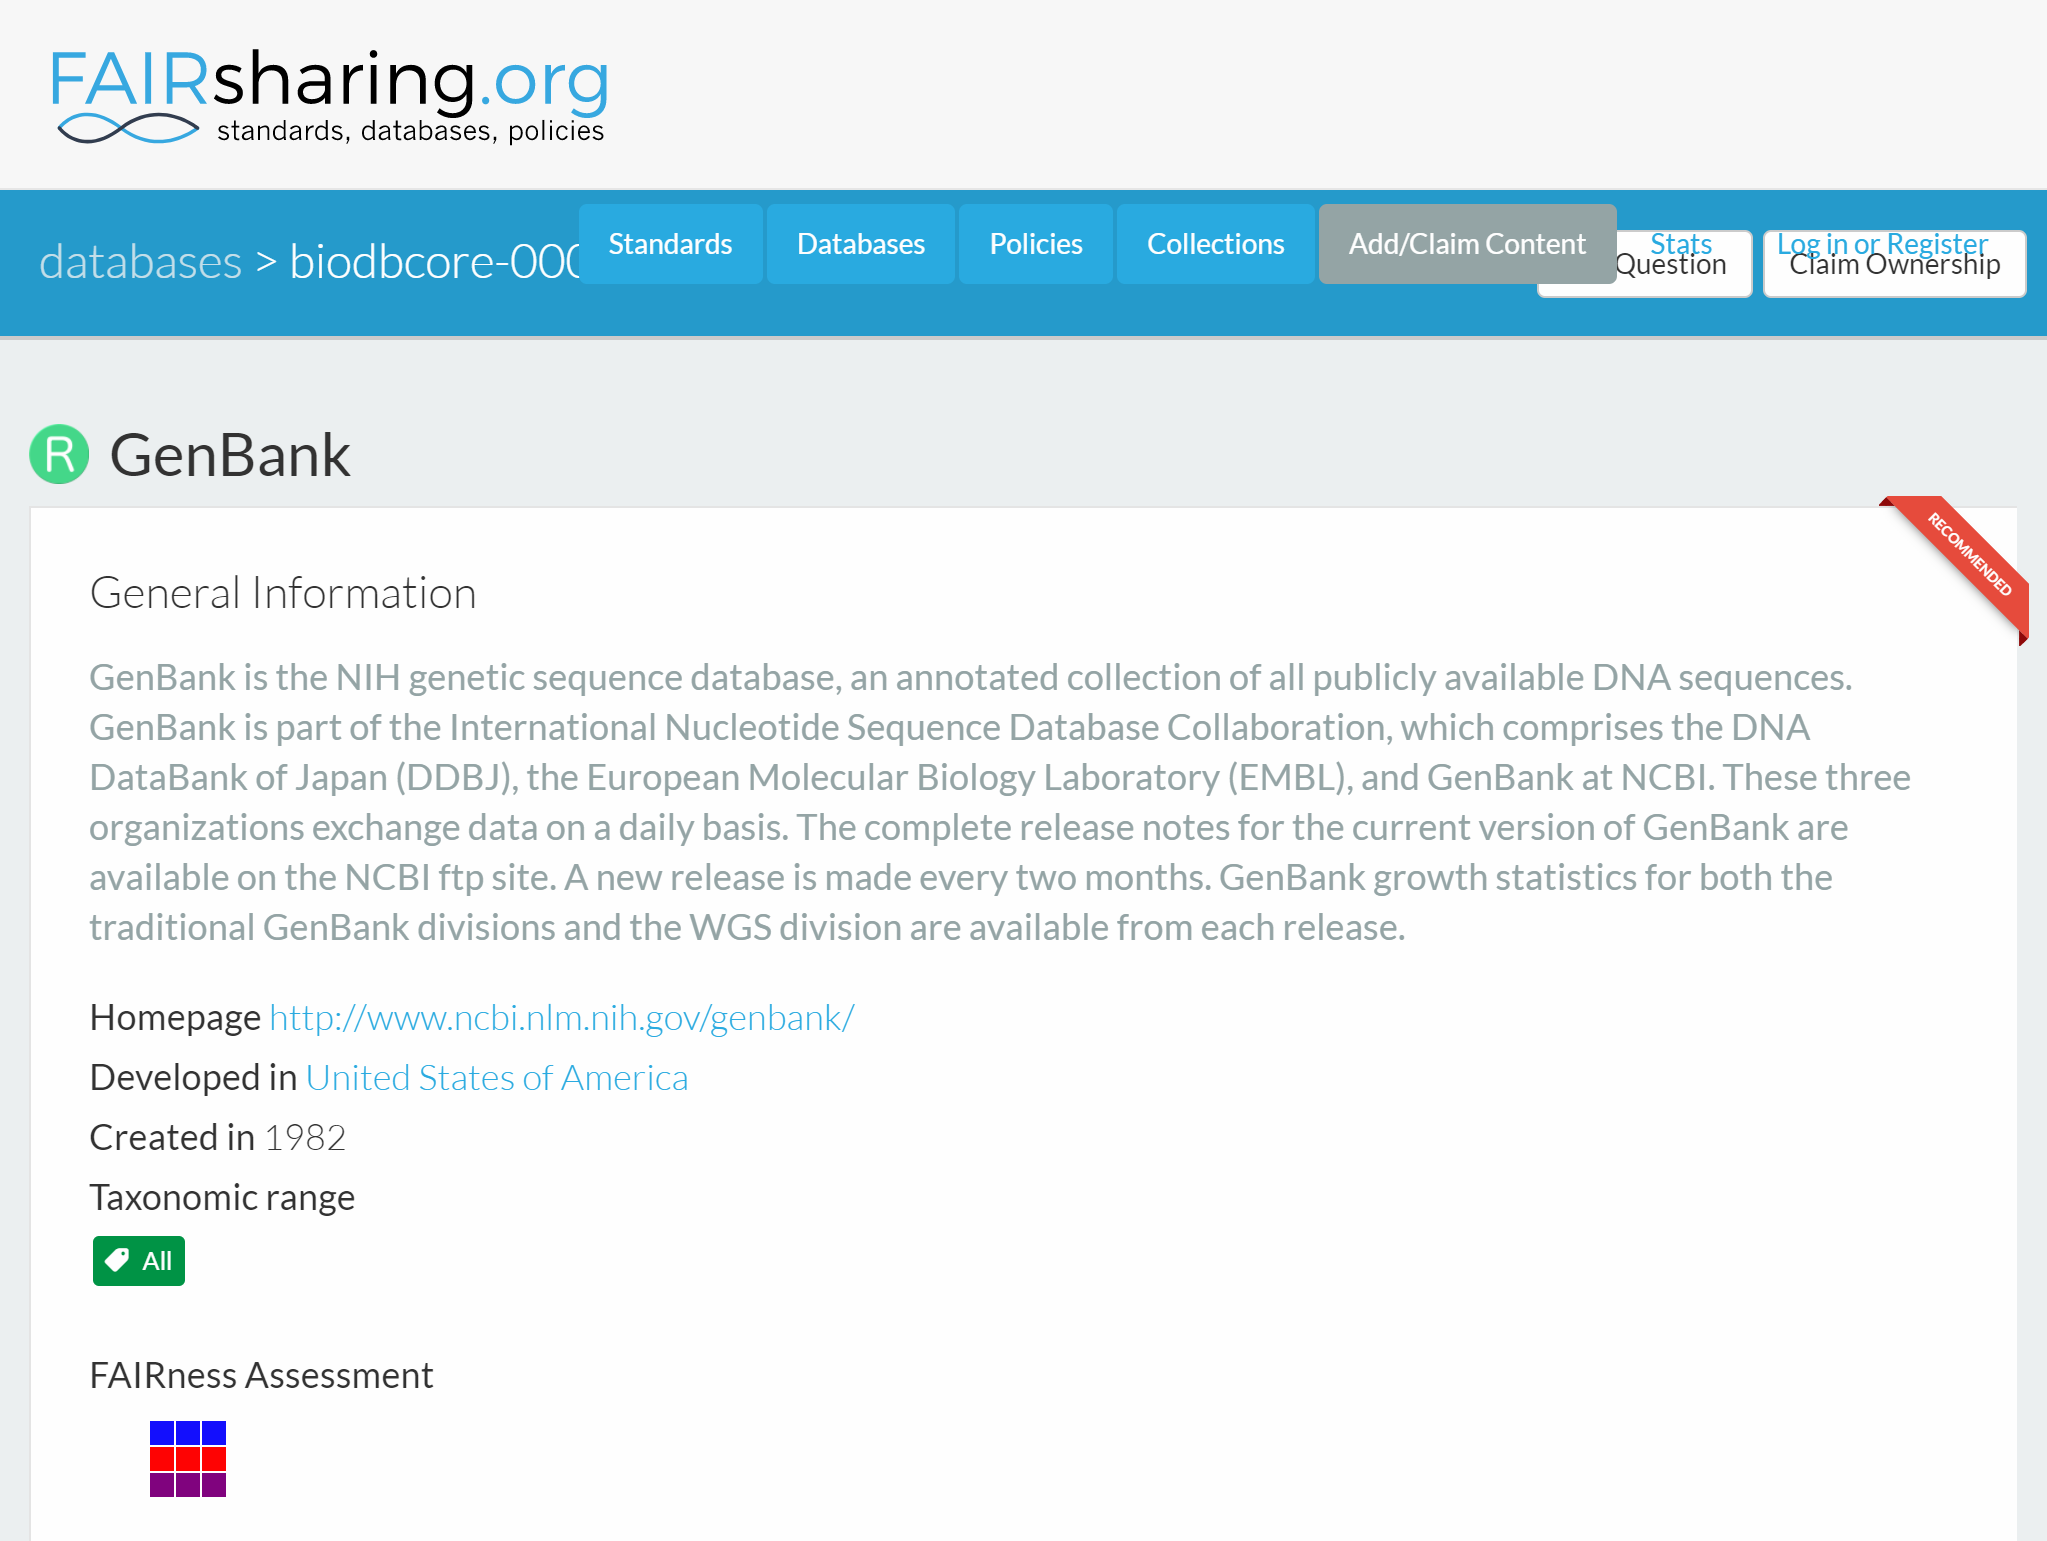 FAIRsharing.org
standards, databases, policies
databases > biodbcore-000
Standards
Databases
Policies
Collections
Add/Claim Content
Stats
Log in or Register
Question
Claim Ownership
R GenBank
RECOMMENDED
General Information
GenBank is the NIH genetic sequence database, an annotated collection of all publicly available DNA sequences.
GenBank is part of the International Nucleotide Sequence Database Collaboration, which comprises the DNA
DataBank of Japan (DDBJ), the European Molecular Biology Laboratory (EMBL), and GenBank at NCBI. These three
organizations exchange data on a daily basis. The complete release notes for the current version of GenBank are
available on the NCBI ftp site. A new release is made every two months. GenBank growth statistics for both the
traditional GenBank divisions and the WGS division are available from each release.
Homepage http://www.ncbi.nlm.nih.gov/genbank/
Developed in United States of America
Created in 1982
Taxonomic range
All
FAIRness Assessment